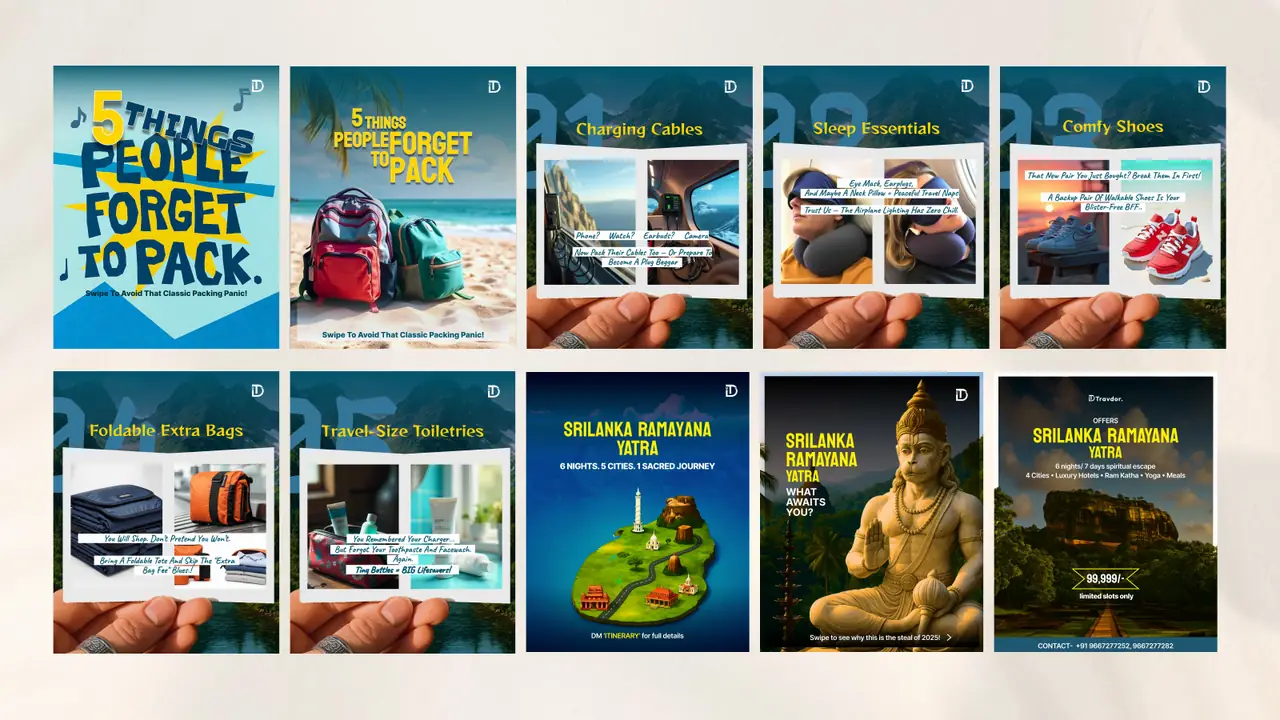 5 THINGS
PEOPLE
FORGET
TO PACK.
Swipe To Avoid That Classic Packing Panic!
5 THINGS
PEOPLE FORGET
TO PACK
Swipe To Avoid That Classic Packing Panic!
01
Charging Cables
Phone? Watch? Earbuds? Camera
Now Pack Their Cables Too – Or Prepare To
Become A Plug Beggar
02
Sleep Essentials
Eye Mask, Earplugs,
And Maybe A Neck Pillow = Peaceful Travel Naps
Trust Us – The Airplane Lighting Has Zero Chill.
03
Comfy Shoes
That New Pair You Just Bought? Break Them In First!
A Backup Pair Of Walkable Shoes Is Your
Blister-Free BFF..
04
Foldable Extra Bags
You Will Shop. Don't Pretend You Won't.
Bring A Foldable Tote And Skip The "Extra
Bag Fee" Blues.!
05
Travel-Size Toiletries
You Remembered Your Charger...
But Forgot Your Toothpaste And Facewash.
Again.
Tiny Bottles = BIG Lifesavers!
SRILANKA RAMAYANA
YATRA
6 NIGHTS. 5 CITIES. 1 SACRED JOURNEY
DM 'ITINERARY' for full details
SRILANKA
RAMAYANA
YATRA
WHAT
AWAITS
YOU?
Swipe to see why this is the steal of 2025!
Travdor.
OFFERS
SRILANKA RAMAYANA
YATRA
6 nights/ 7 days spiritual escape
4 Cities • Luxury Hotels • Ram Katha • Yoga • Meals
99,999/-
limited slots only
CONTACT- +91 9667277252, 9667277282